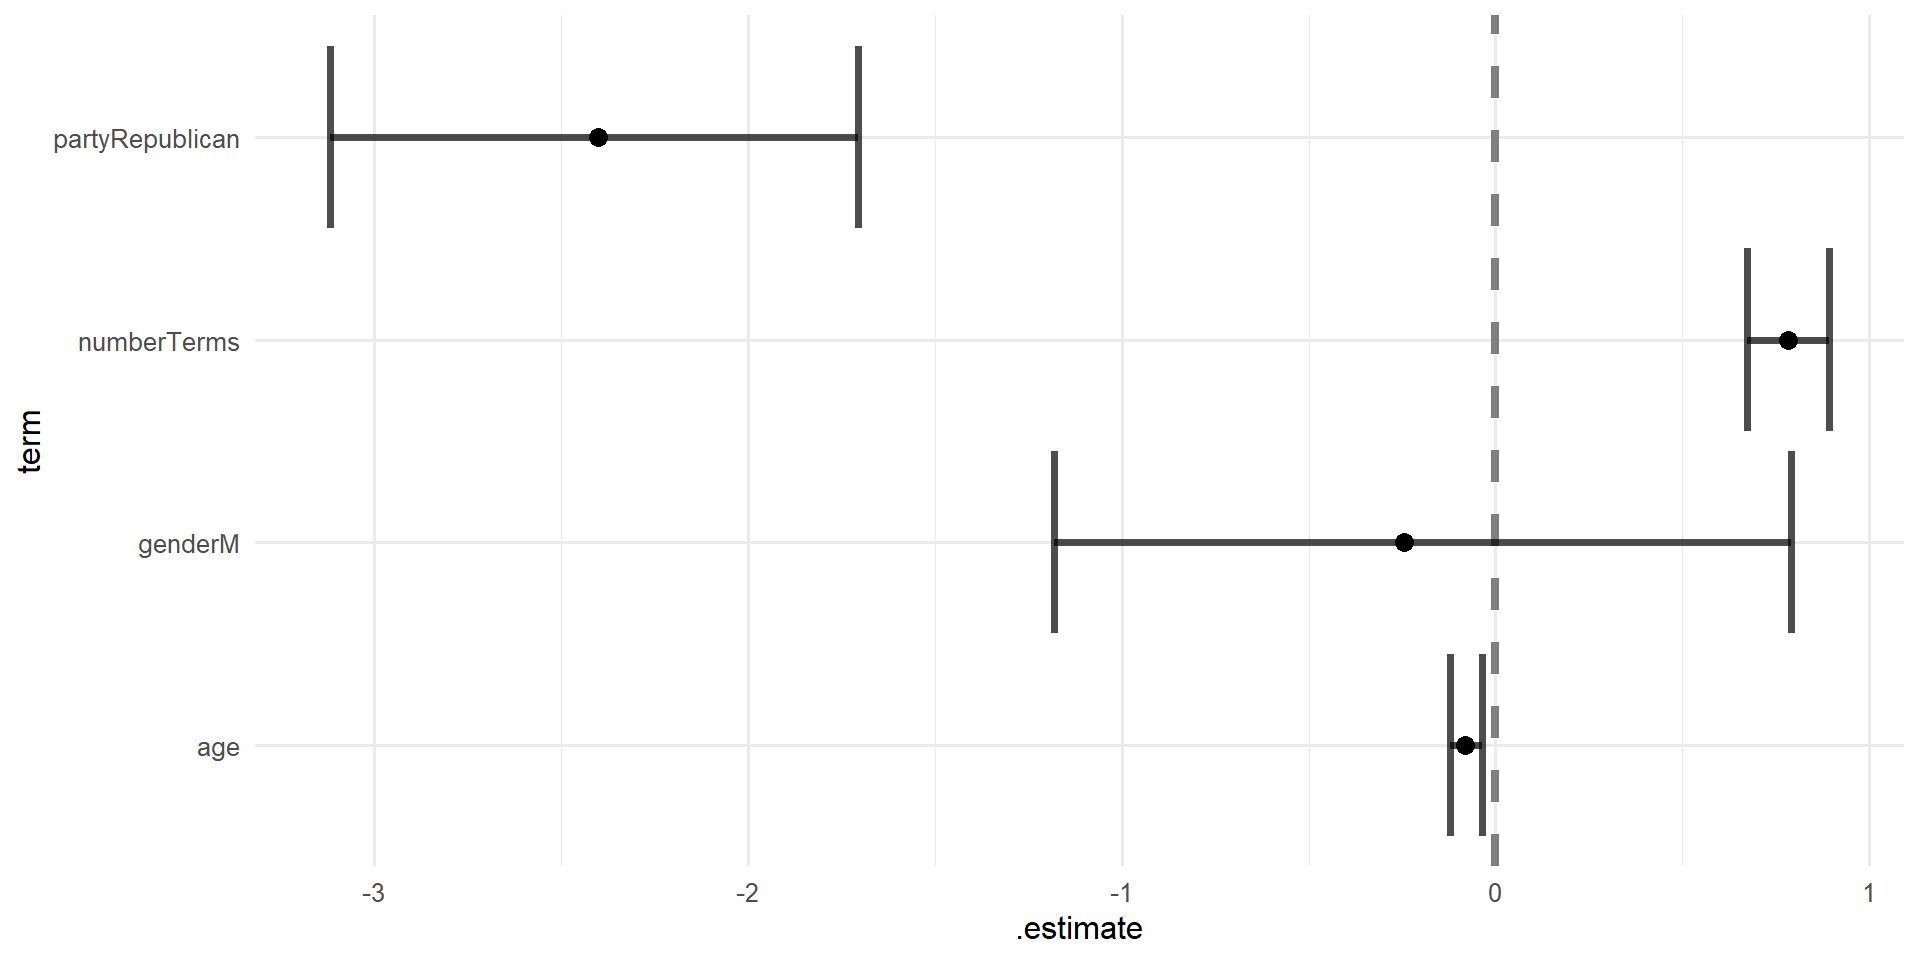 partyRepublican
numberTerms
genderM
age
term
-3 -2 -1 0 1
.estimate